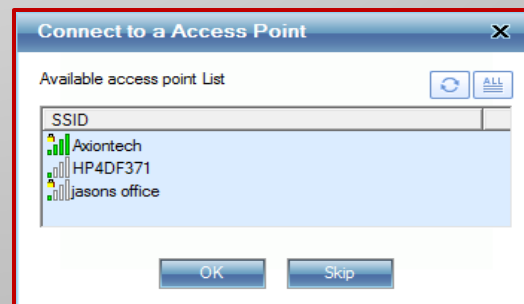 Connect to a Access Point
Available access point List
ALL
SSID
Axiontech
HP4DF371
jasons office
OK Skip